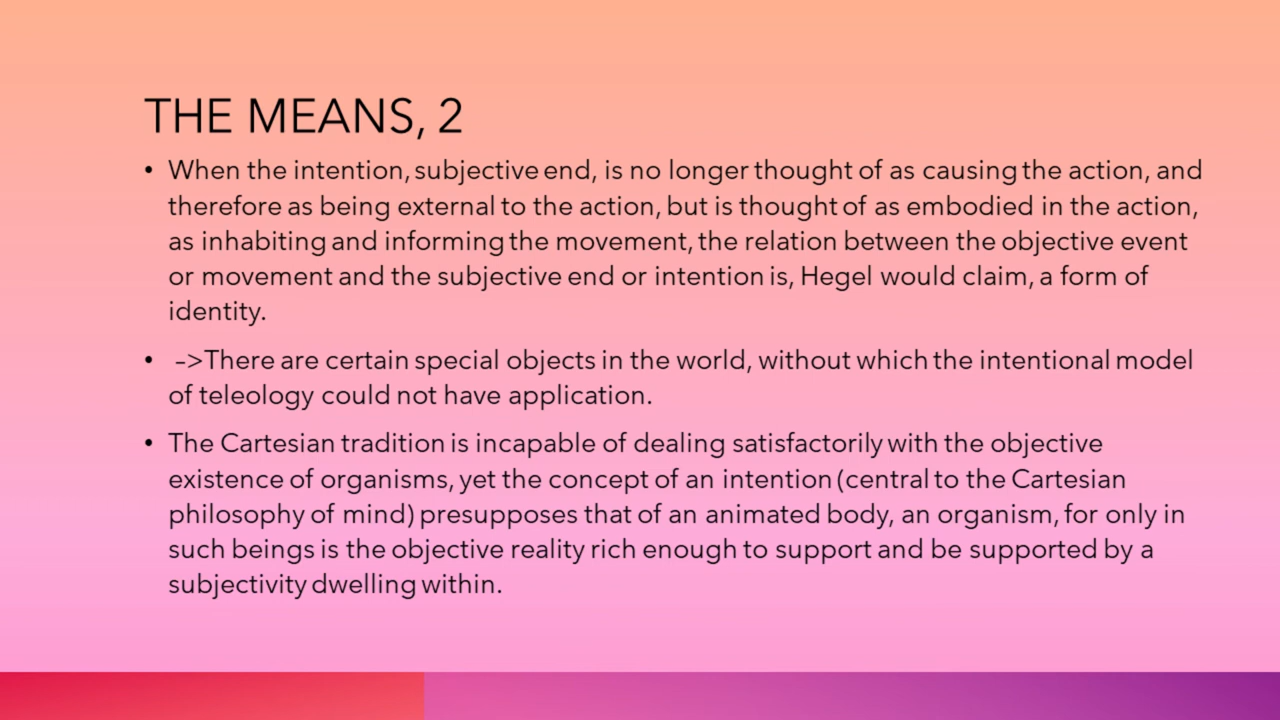 THE MEANS, 2
• When the intention, subjective end, is no longer thought of as causing the action, and
therefore as being external to the action, but is thought of as embodied in the action,
as inhabiting and informing the movement, the relation between the objective event
or movement and the subjective end or intention is, Hegel would claim, a form of
identity.
• –>There are certain special objects in the world, without which the intentional model
of teleology could not have application.
• The Cartesian tradition is incapable of dealing satisfactorily with the objective
existence of organisms, yet the concept of an intention (central to the Cartesian
philosophy of mind) presupposes that of an animated body, an organism, for only in
such beings is the objective reality rich enough to support and be supported by a
subjectivity dwelling within.